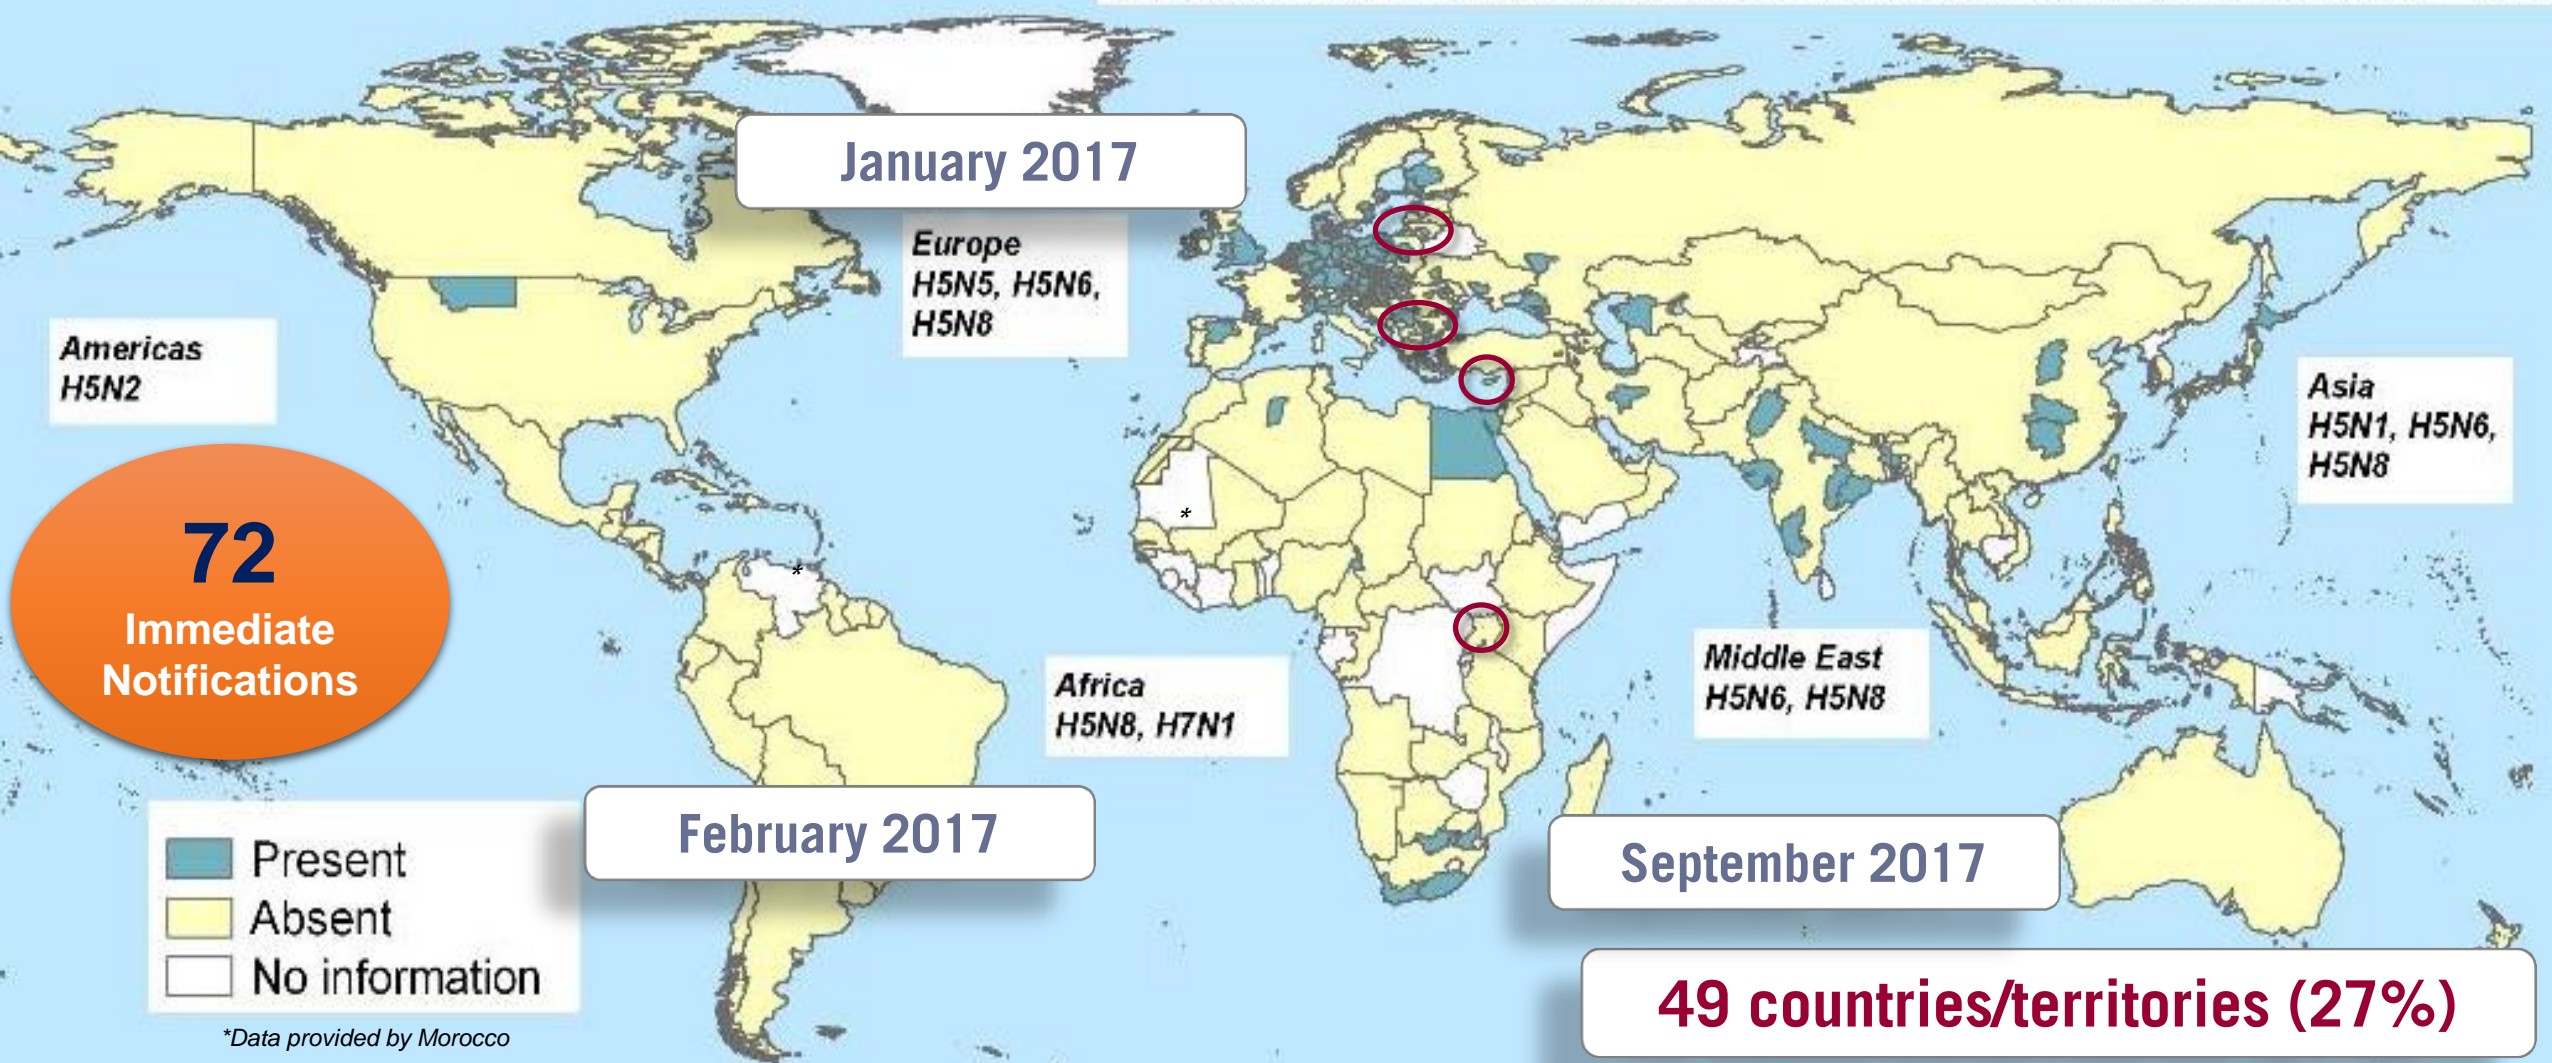 January 2017
Europe
H5N5, H5N6,
H5N8
Americas
H5N2
Asia
H5N1, H5N6,
H5N8
72
Immediate
Notifications
*
*
Africa
H5N8, H7N1
Middle East
H5N6, H5N8
February 2017
September 2017
Present
Absent
No information
49 countries/territories (27%)
*Data provided by Morocco